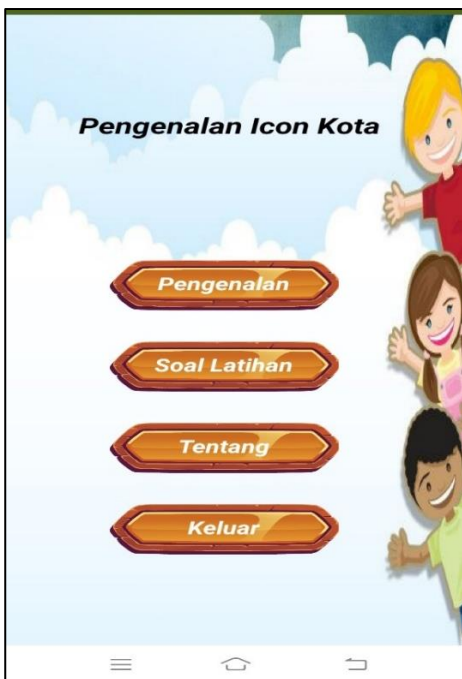 Pengenalan Icon Kota
Pengenalan
Soal Latihan
Tentang
Keluar